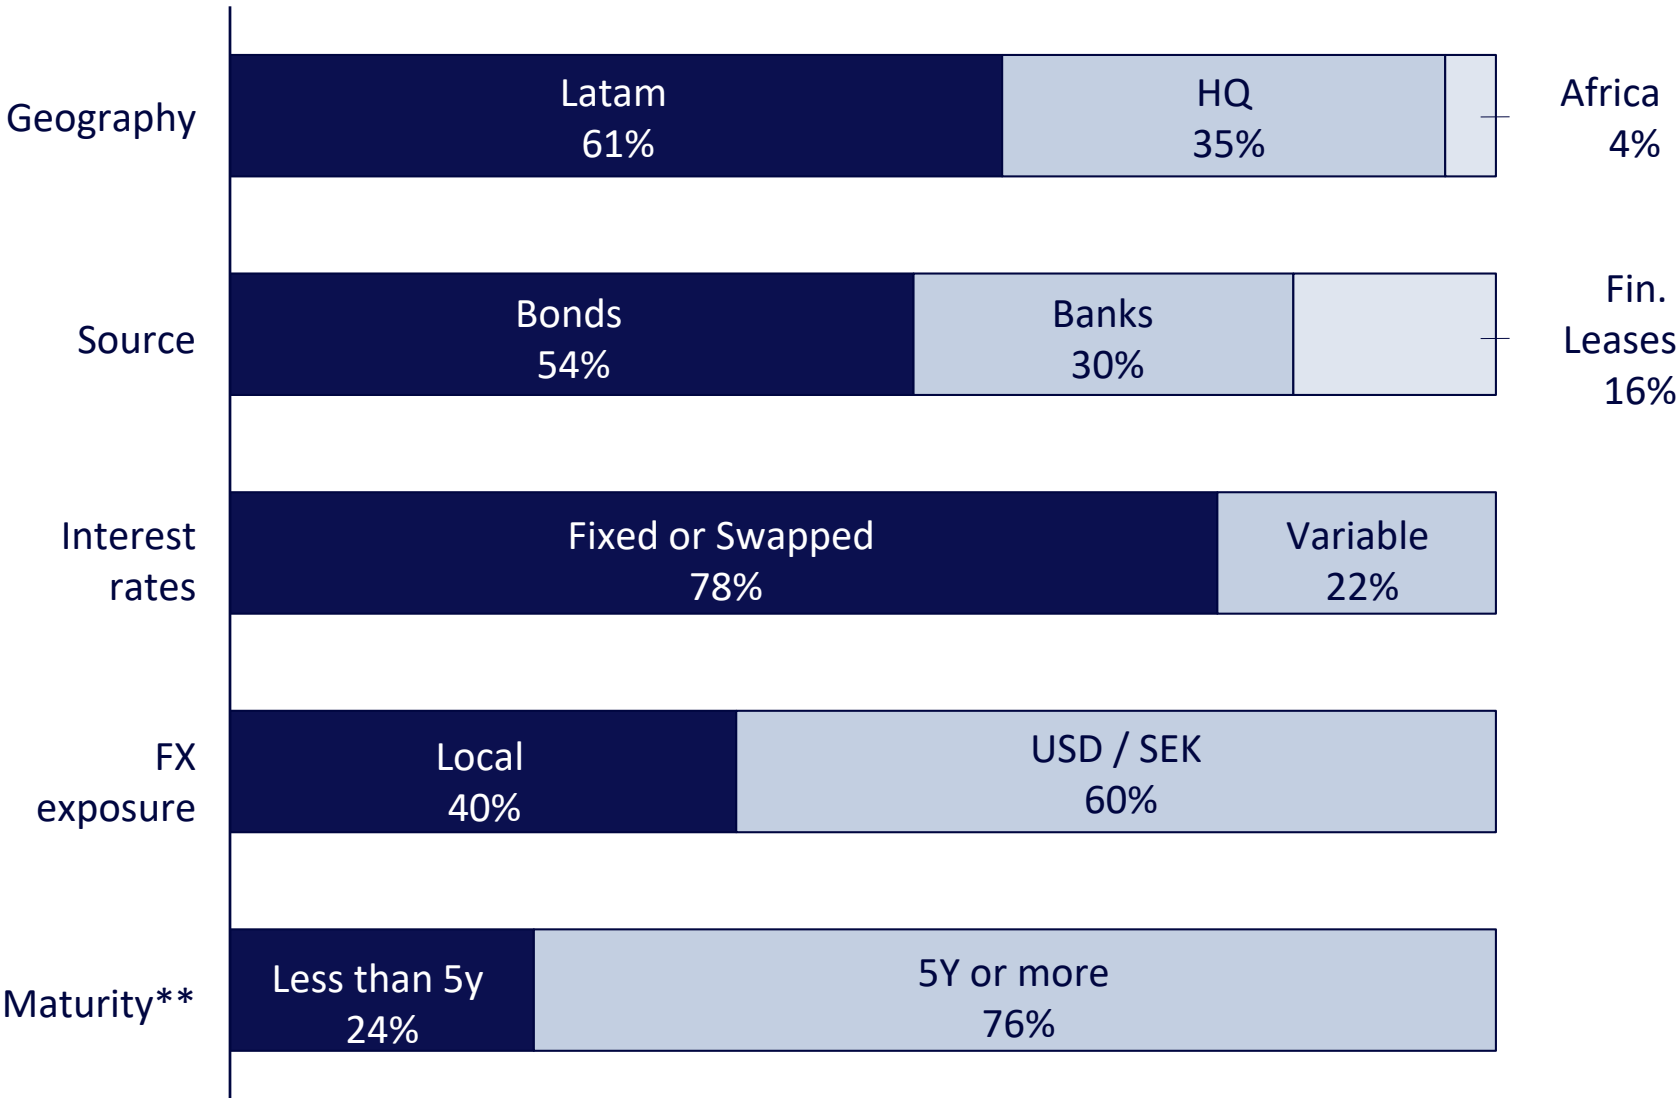 Geography
Latam
61%
HQ
35%
Africa
4%
Source
Bonds
54%
Banks
30%
Fin.
Leases
16%
Interest
rates
Fixed or Swapped
78%
Variable
22%
FX
exposure
Local
40%
USD / SEK
60%
Maturity**
Less than 5y
24%
5Y or more
76%